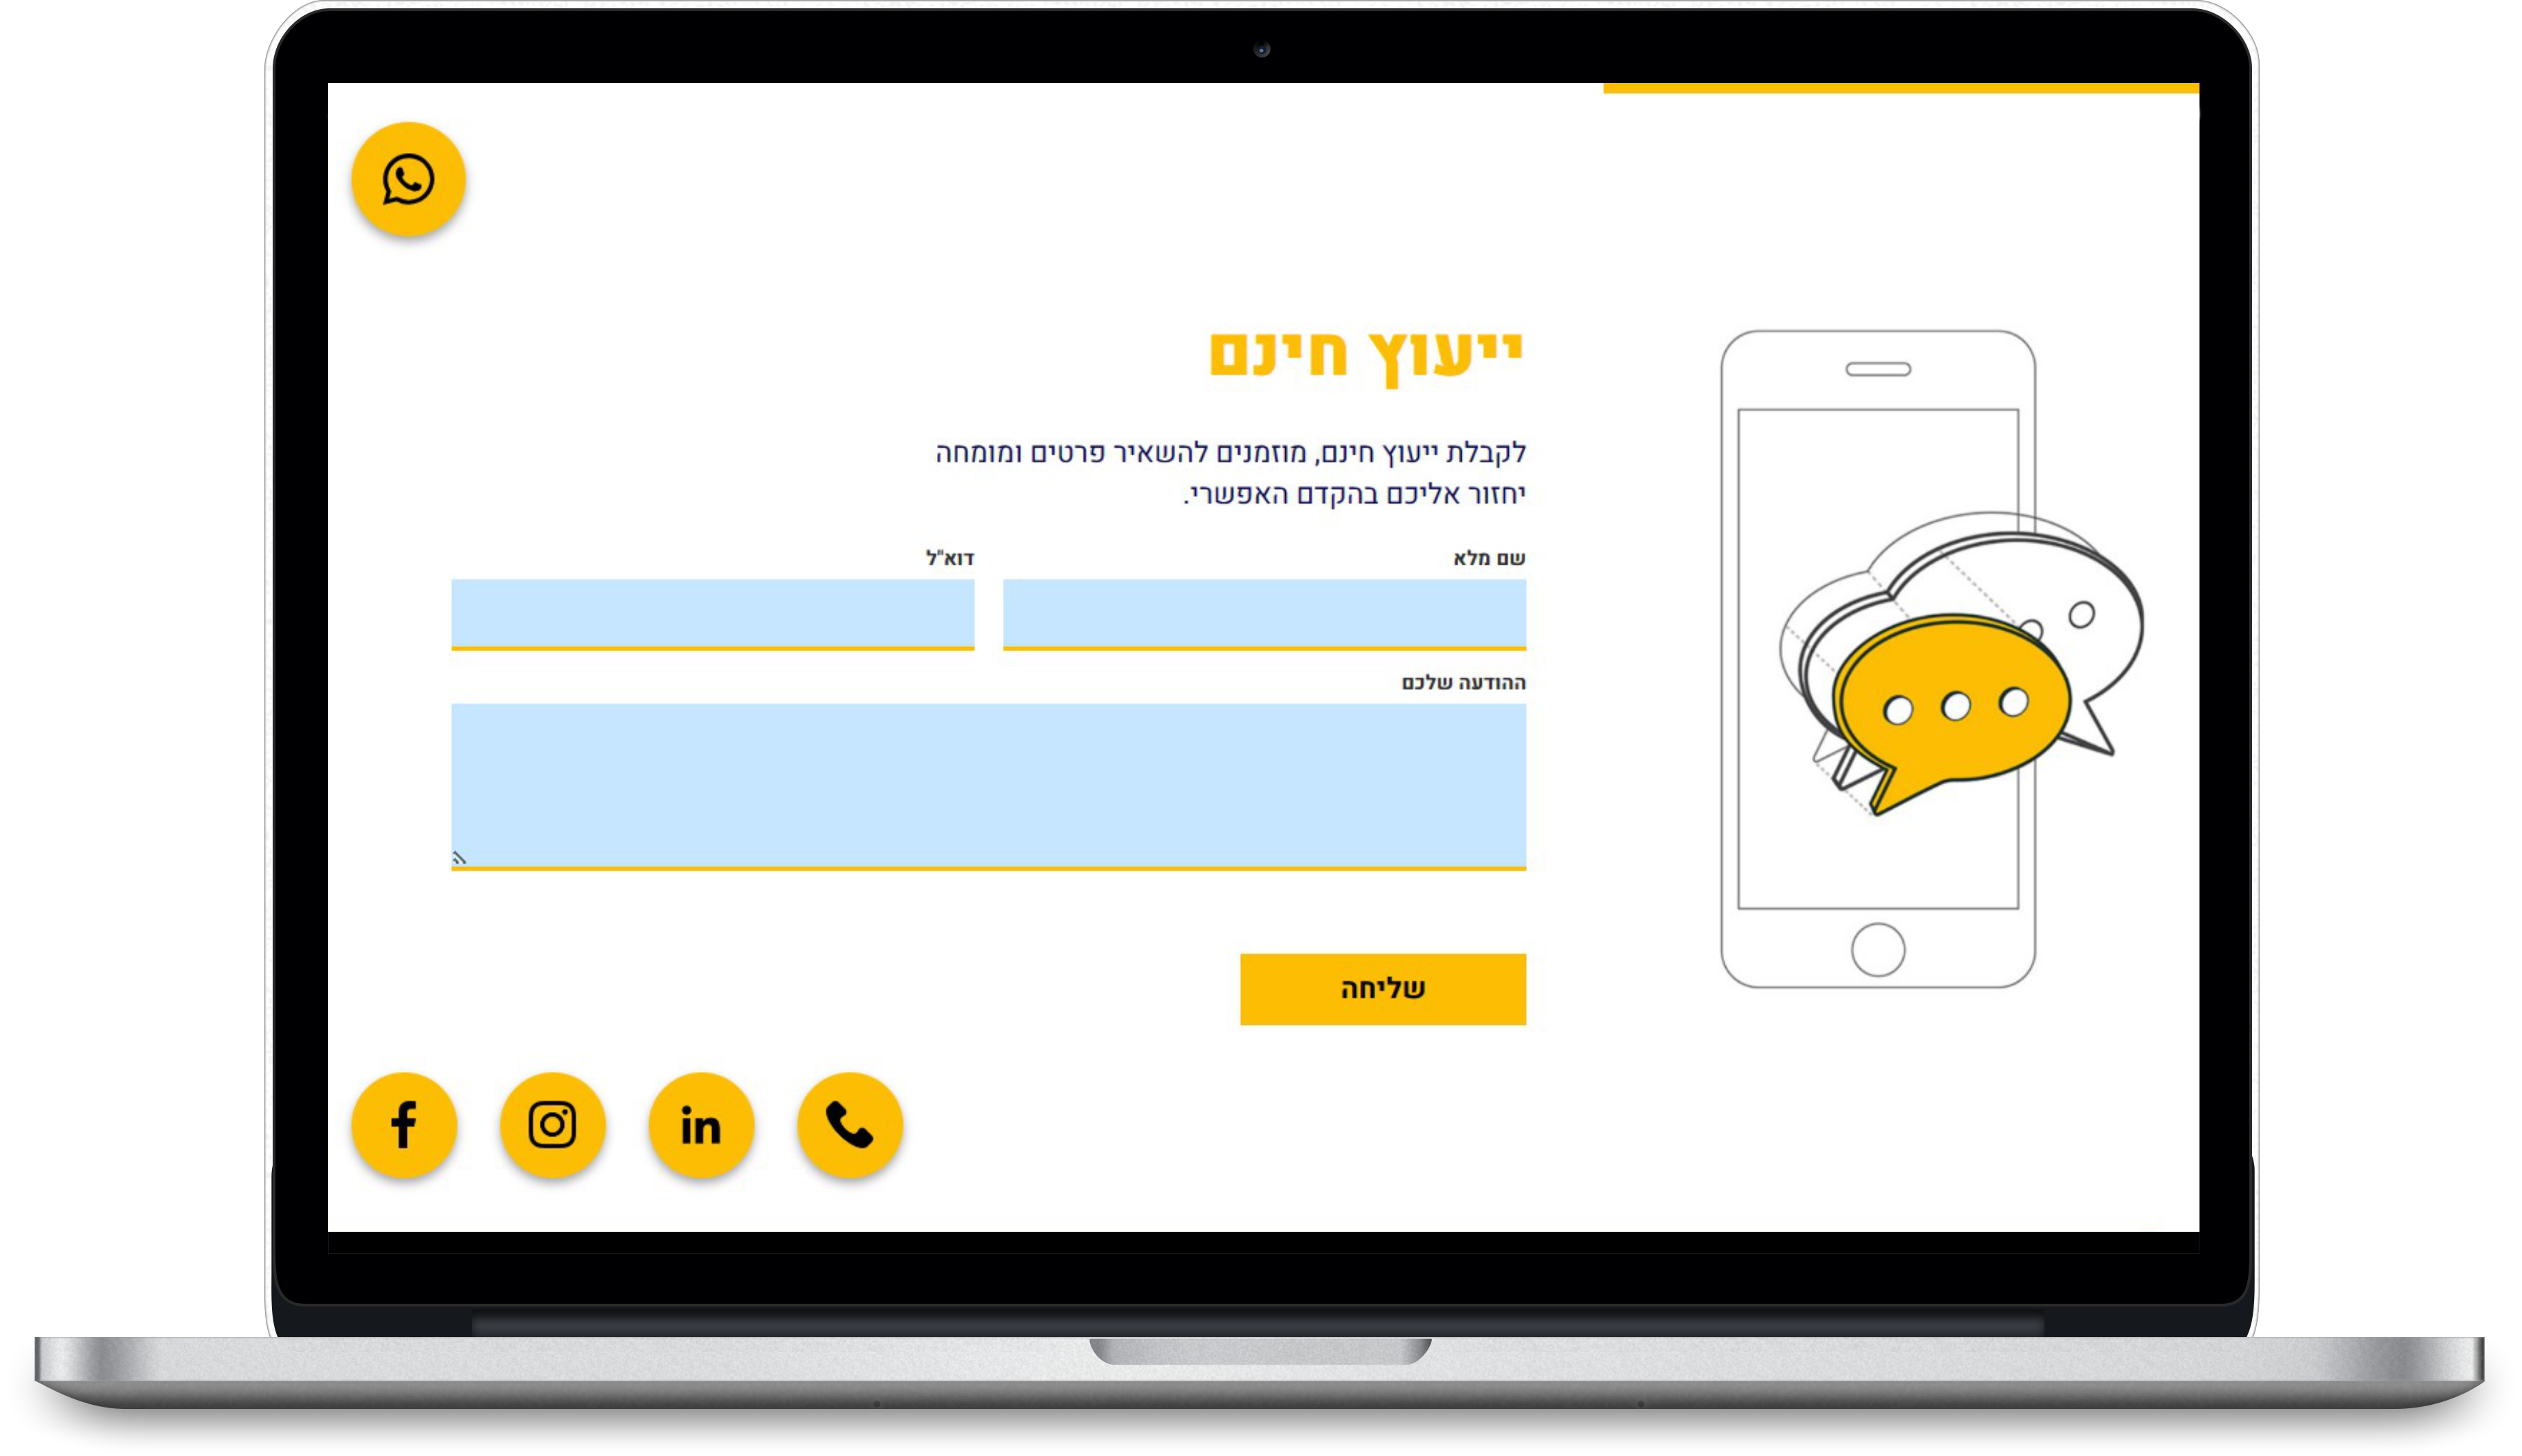 ייעוץ חינם
לקבלת ייעוץ חינם, מוזמנים להשאיר פרטים ומומחה
יחזור אליכם בהקדם האפשרי.
שם מלא
דוא"ל
ההודעה שלכם
שליחה
f
in